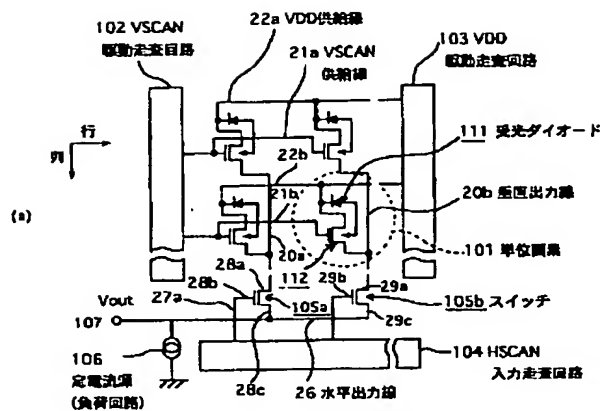 102 VSCAN
駆動走査回路
22a VDD供給線
21a VSCAN
供給線
103 VDD
駆動走査回路
行
列
22b
111 受光ダイオード
(a)
21b
20b 垂直出力線
20a
101 単位画素
28a
28b
112
29b
29a
27a
Vout
105a
105b スイッチ
107
29c
106
定電流源
(負荷回路)
28c
26 水平出力線
104 HSCAN
入力走査回路